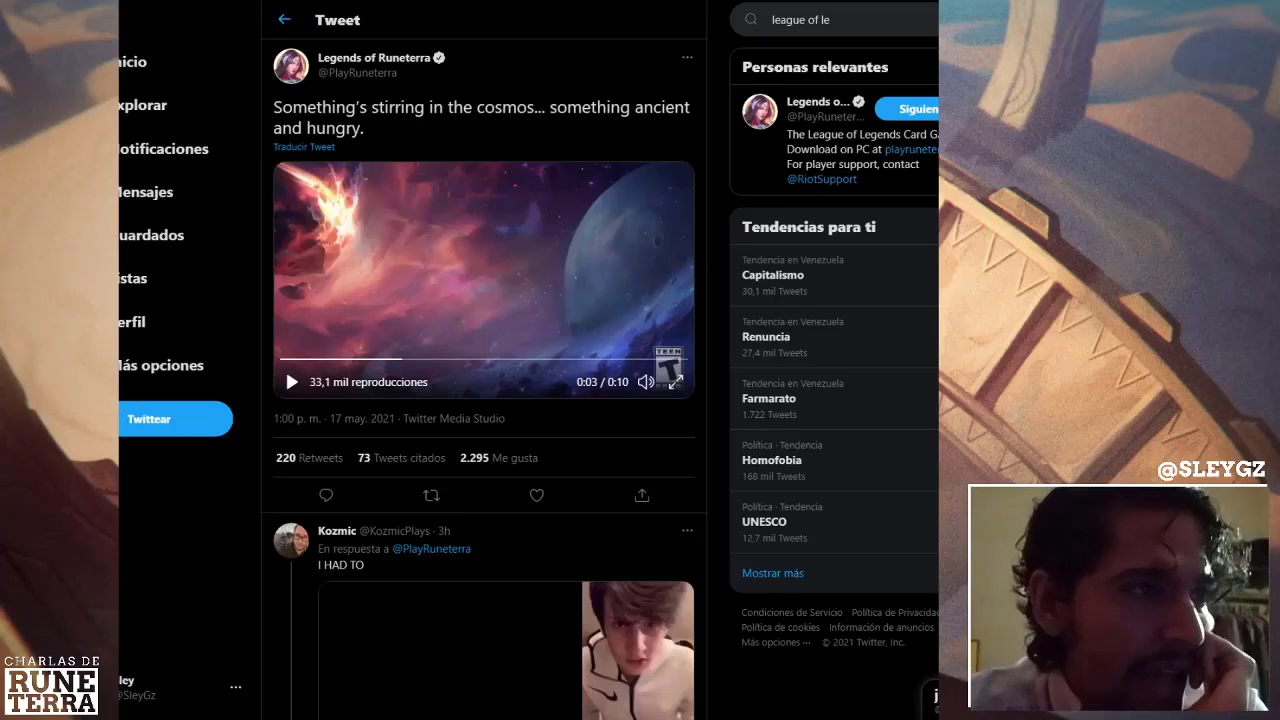 nicio
xplorar
otificaciones
Mensajes
uardados
istas
erfil
Más opciones
Twittear
ley
@SleyGz
CHARLAS DE
RUNE
TERRA
Tweet
Legends of Runeterra
@PlayRuneterra
Something's stirring in the cosmos... something ancient
and hungry.
Traducir Tweet
TEEN
T
33,1 mil reproducciones
0:03 / 0:10
1:00 p. m. · 17 may. 2021 · Twitter Media Studio
220 Retweets 73 Tweets citados 2.295 Me gusta
Kozmic @KozmicPlays · 3h
En respuesta a @PlayRuneterra
I HAD TO
league of le
Personas relevantes
Legends o...
@PlayRuneter...
Siguien
The League of Legends Card Ga
Download on PC at playruneter
For player support, contact
@RiotSupport
Tendencias para ti
Tendencia en Venezuela
Capitalismo
30,1 mil Tweets
Tendencia en Venezuela
Renuncia
27,4 mil Tweets
Tendencia en Venezuela
Farmarato
1.722 Tweets
Política · Tendencia
Homofobia
168 mil Tweets
Política · Tendencia
UNESCO
12,7 mil Tweets
Mostrar más
Condiciones de Servicio Política de Privacidad
Política de cookies Información de anuncios
Más opciones ··· © 2021 Twitter, Inc.
@SLEYGZ